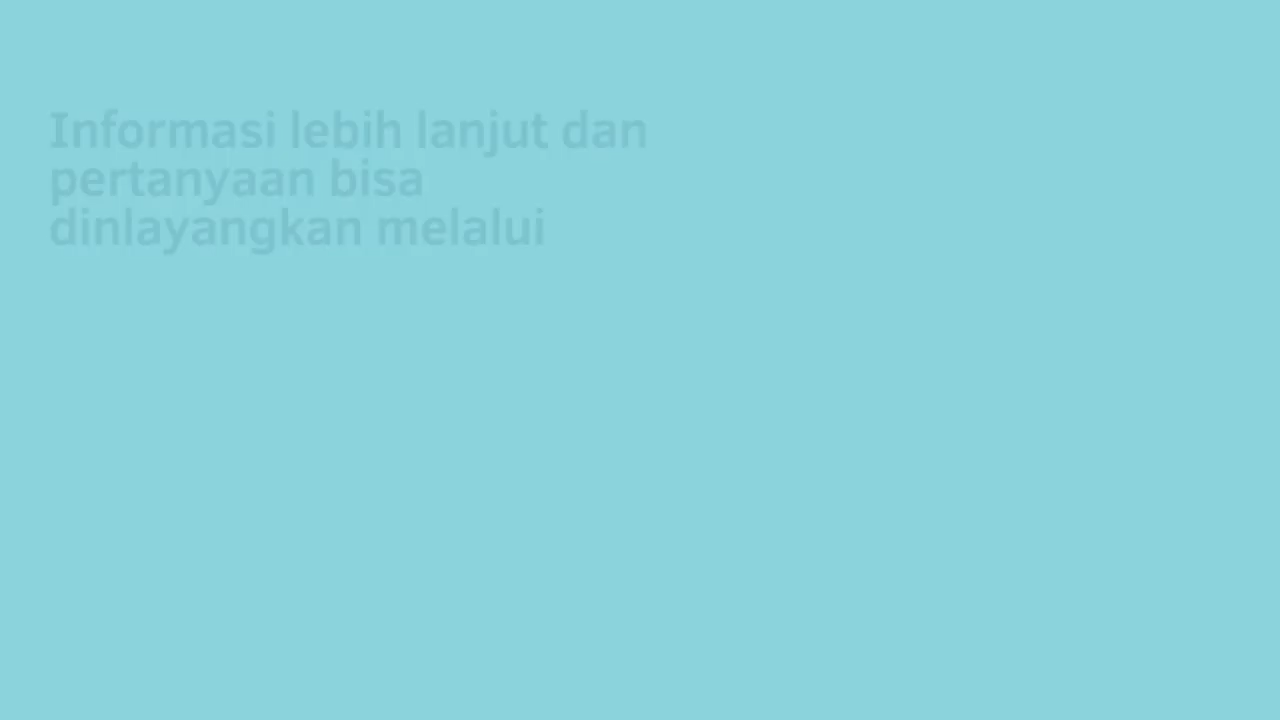 Informasi lebih lanjut dan
pertanyaan bisa
dinlayangkan melalui